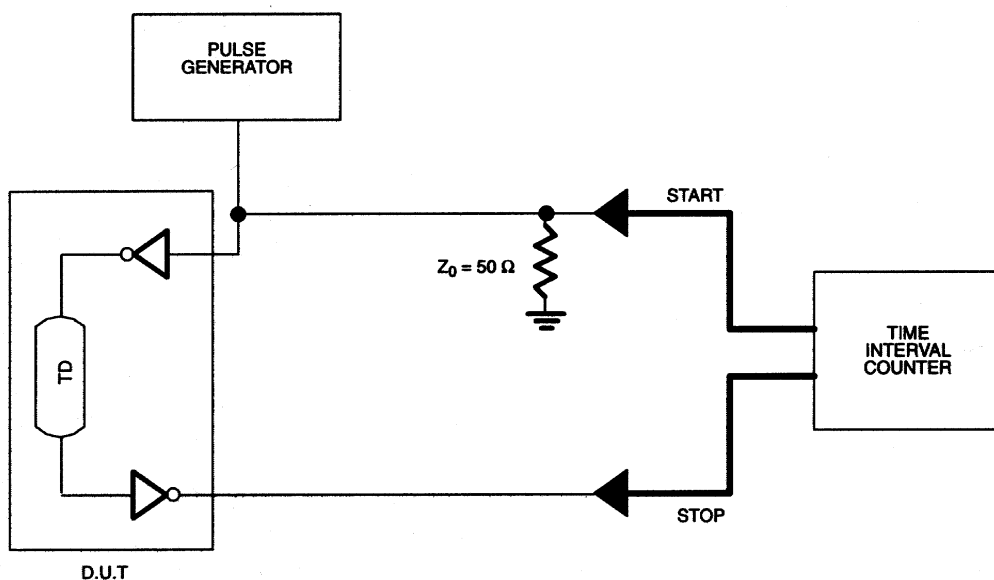 PULSE
GENERATOR
START
Z₀ = 50 Ω
TIME
INTERVAL
COUNTER
TD
STOP
D.U.T